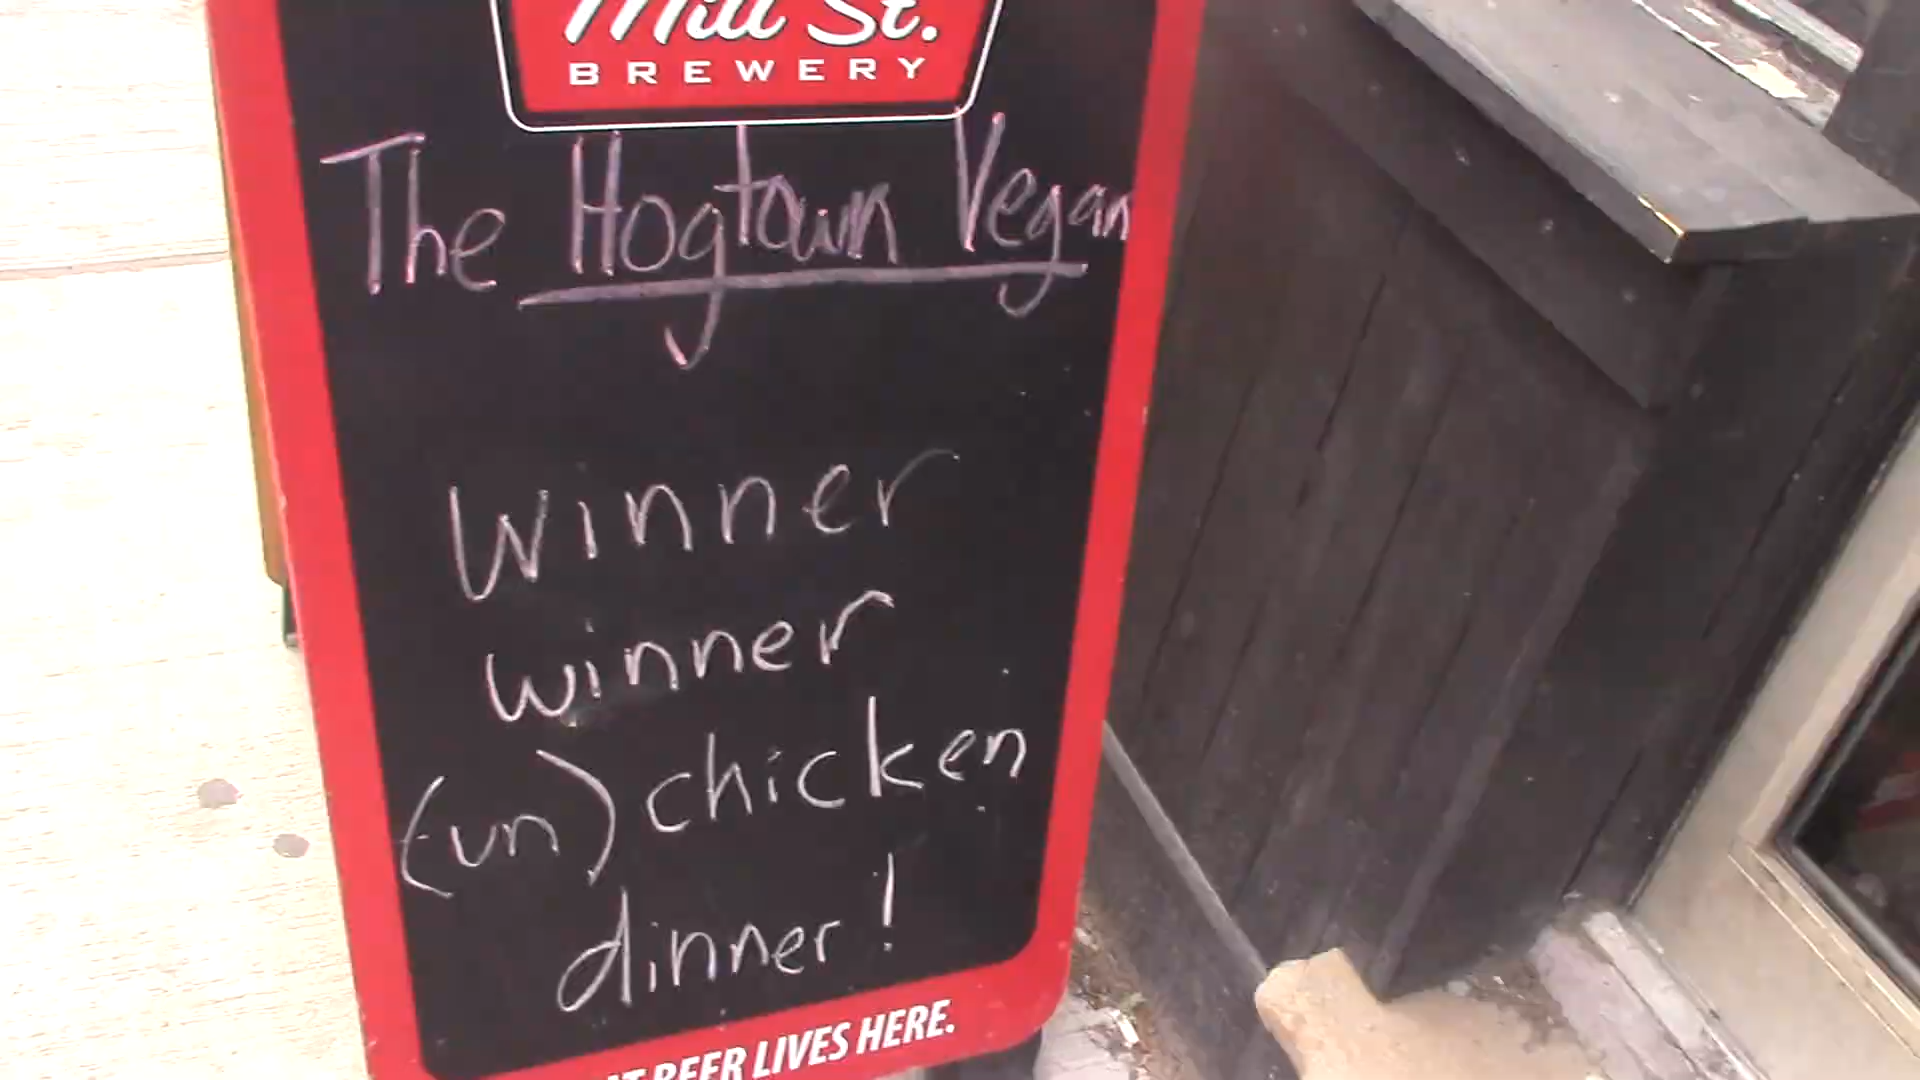 Mill St.
BREWERY
The Hogtown Vegan
Winner
winner
(un) chicken
dinner!
BEER LIVES HERE.